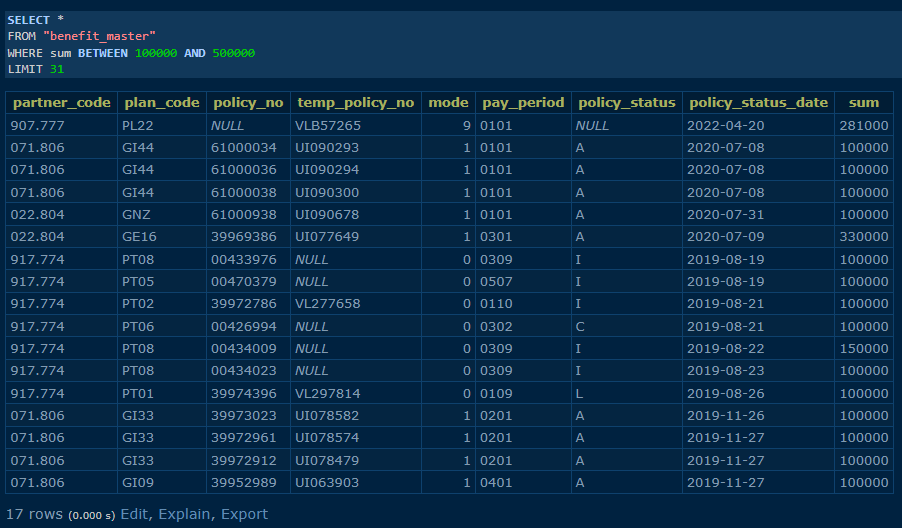 SELECT *
FROM "benefit_master"
WHERE sum BETWEEN 100000 AND 500000
LIMIT 31
partner_code plan_code policy_no temp_policy_no mode pay_period policy_status policy_status_date sum
907.777 PL22 NULL VLB57265 9 0101 NULL 2022-04-20 281000
071.806 GI44 61000034 UI090293 1 0101 A 2020-07-08 100000
071.806 GI44 61000036 UI090294 1 0101 A 2020-07-08 100000
071.806 GI44 61000038 UI090300 1 0101 A 2020-07-08 100000
022.804 GNZ 61000938 UI090678 1 0101 A 2020-07-31 100000
022.804 GE16 39969386 UI077649 1 0301 A 2020-07-09 330000
917.774 PT08 00433976 NULL 0 0309 I 2019-08-19 100000
917.774 PT05 00470379 NULL 0 0507 I 2019-08-19 100000
917.774 PT02 39972786 VL277658 0 0110 I 2019-08-21 100000
917.774 PT06 00426994 NULL 0 0302 C 2019-08-21 100000
917.774 PT08 00434009 NULL 0 0309 I 2019-08-22 150000
917.774 PT08 00434023 NULL 0 0309 I 2019-08-23 100000
917.774 PT01 39974396 VL297814 0 0109 L 2019-08-26 100000
071.806 GI33 39973023 UI078582 1 0201 A 2019-11-26 100000
071.806 GI33 39972961 UI078574 1 0201 A 2019-11-27 100000
071.806 GI33 39972912 UI078479 1 0201 A 2019-11-27 100000
071.806 GI09 39952989 UI063903 1 0401 A 2019-11-27 100000
17 rows (0.000 s) Edit, Explain, Export